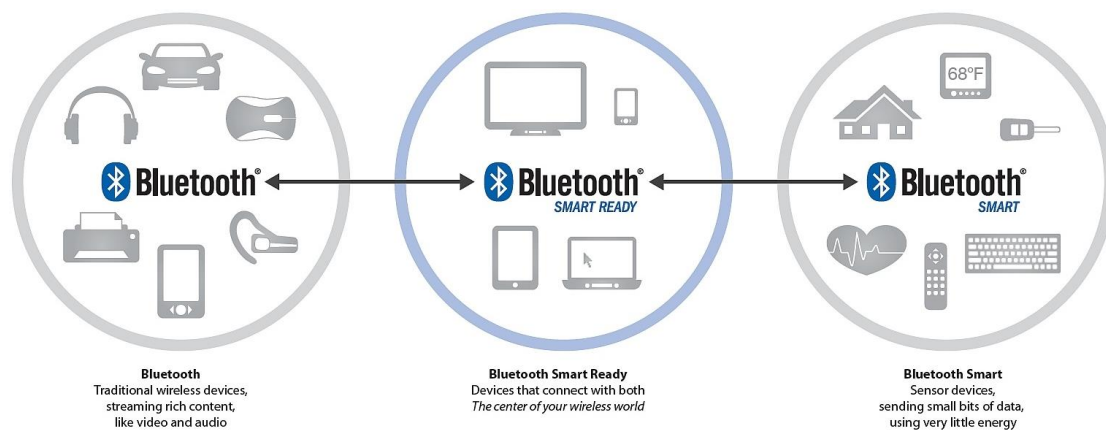 68°F
Bluetooth®
Bluetooth®
SMART READY
Bluetooth®
SMART
Bluetooth
Traditional wireless devices,
streaming rich content,
like video and audio
Bluetooth Smart Ready
Devices that connect with both
The center of your wireless world
Bluetooth Smart
Sensor devices,
sending small bits of data,
using very little energy